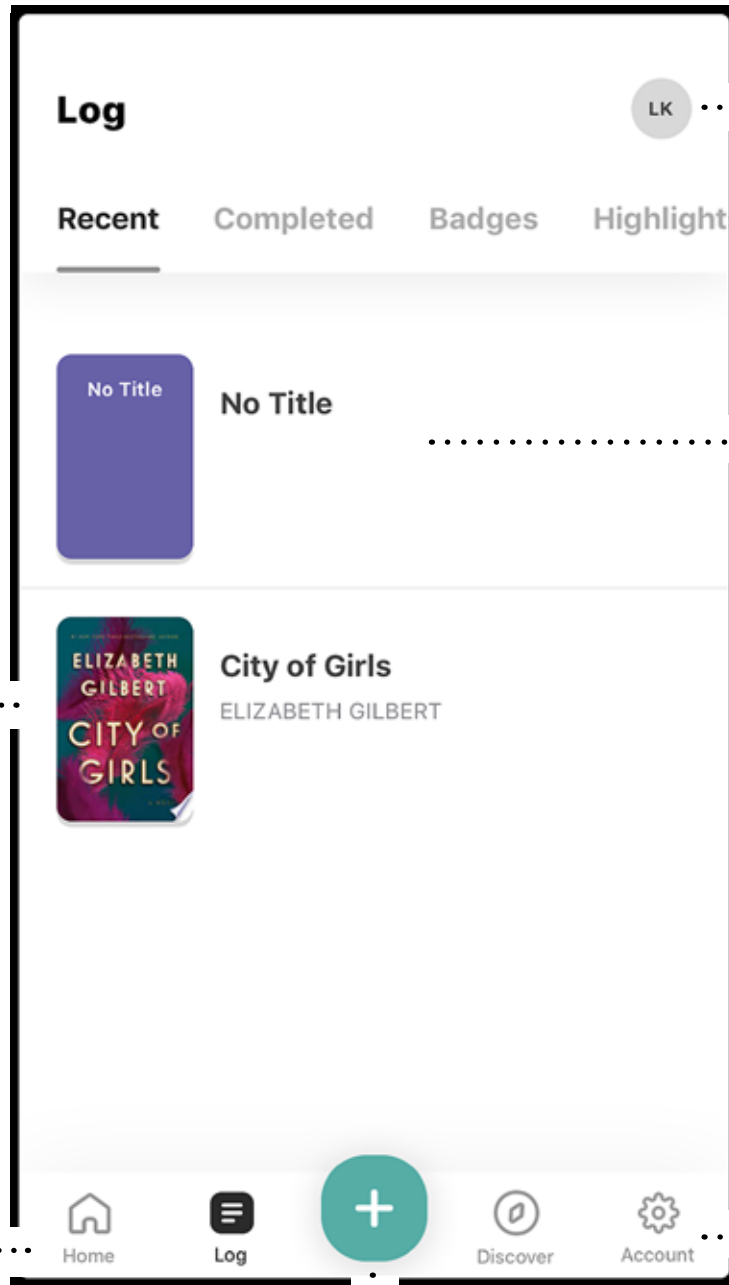 Log
LK
Recent Completed Badges Highlight
No Title
No Title
ELIZABETH
GILBERT
CITY OF
GIRLS
City of Girls
ELIZABETH GILBERT
Home
Log
Discover
Account